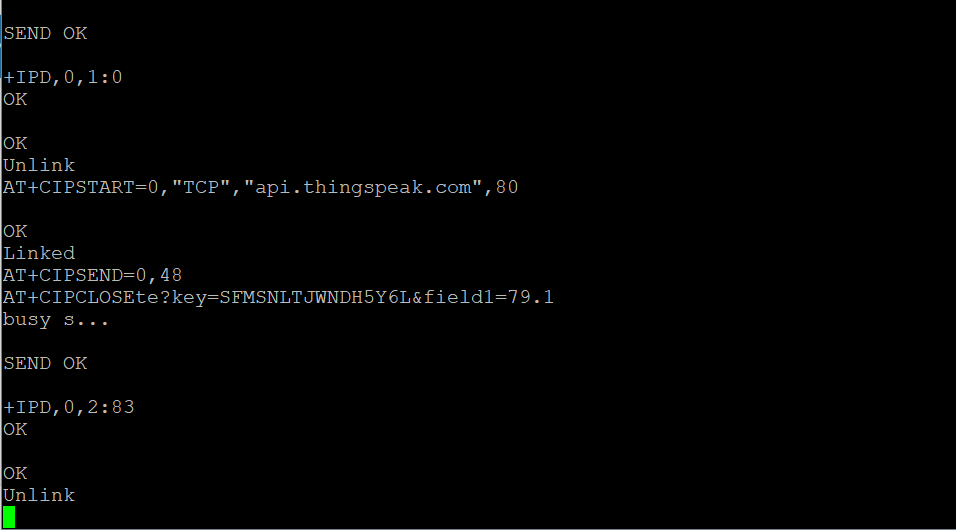 SEND OK
+IPD,0,1:0
OK
OK
Unlink
AT+CIPSTART=0,"TCP","api.thingspeak.com",80
OK
Linked
AT+CIPSEND=0,48
AT+CIPCLOSEte?key=SFMSNLTJWNDH5Y6L&field1=79.1
busy s...
SEND OK
+IPD,0,2:83
OK
OK
Unlink